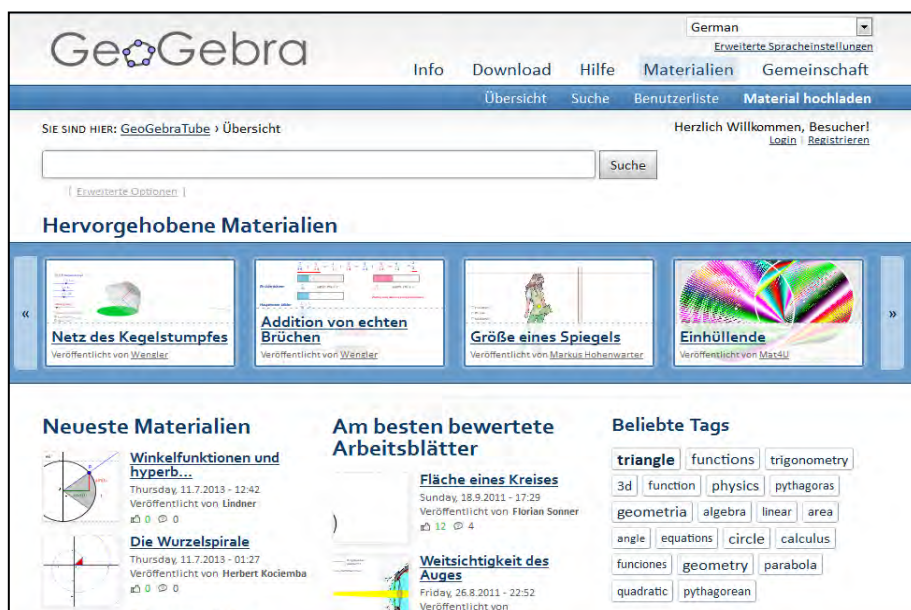 GeoGebra
German
Erweiterte Spracheinstellungen
Info Download Hilfe Materialien Gemeinschaft
Übersicht Suche Benutzerliste Material hochladen
SIE SIND HIER: GeoGebraTube › Übersicht
Herzlich Willkommen, Besucher!
Login | Registrieren
Suche
[ Erweiterte Optionen ]
Hervorgehobene Materialien
«
Netz des Kegelstumpfes
Veröffentlicht von Wengler
Addition von echten
Brüchen
Veröffentlicht von Wengler
Größe eines Spiegels
Veröffentlicht von Markus Hohenwarter
Einhüllende
Veröffentlicht von Mat4U
»
Neueste Materialien
Winkelfunktionen und
hyperb...
Thursday, 11.7.2013 - 12:42
Veröffentlicht von Lindner
0 0
Die Wurzelspirale
Thursday, 11.7.2013 - 01:27
Veröffentlicht von Herbert Kociemba
0 0
Am besten bewertete
Arbeitsblätter
Fläche eines Kreises
Sunday, 18.9.2011 - 17:29
Veröffentlicht von Florian Sonner
12 4
Weitsichtigkeit des
Auges
Friday, 26.8.2011 - 22:52
Veröffentlicht von
Beliebte Tags
triangle functions trigonometry
3d function physics pythagoras
geometria algebra linear area
angle equations circle calculus
funciones geometry parabola
quadratic pythagorean